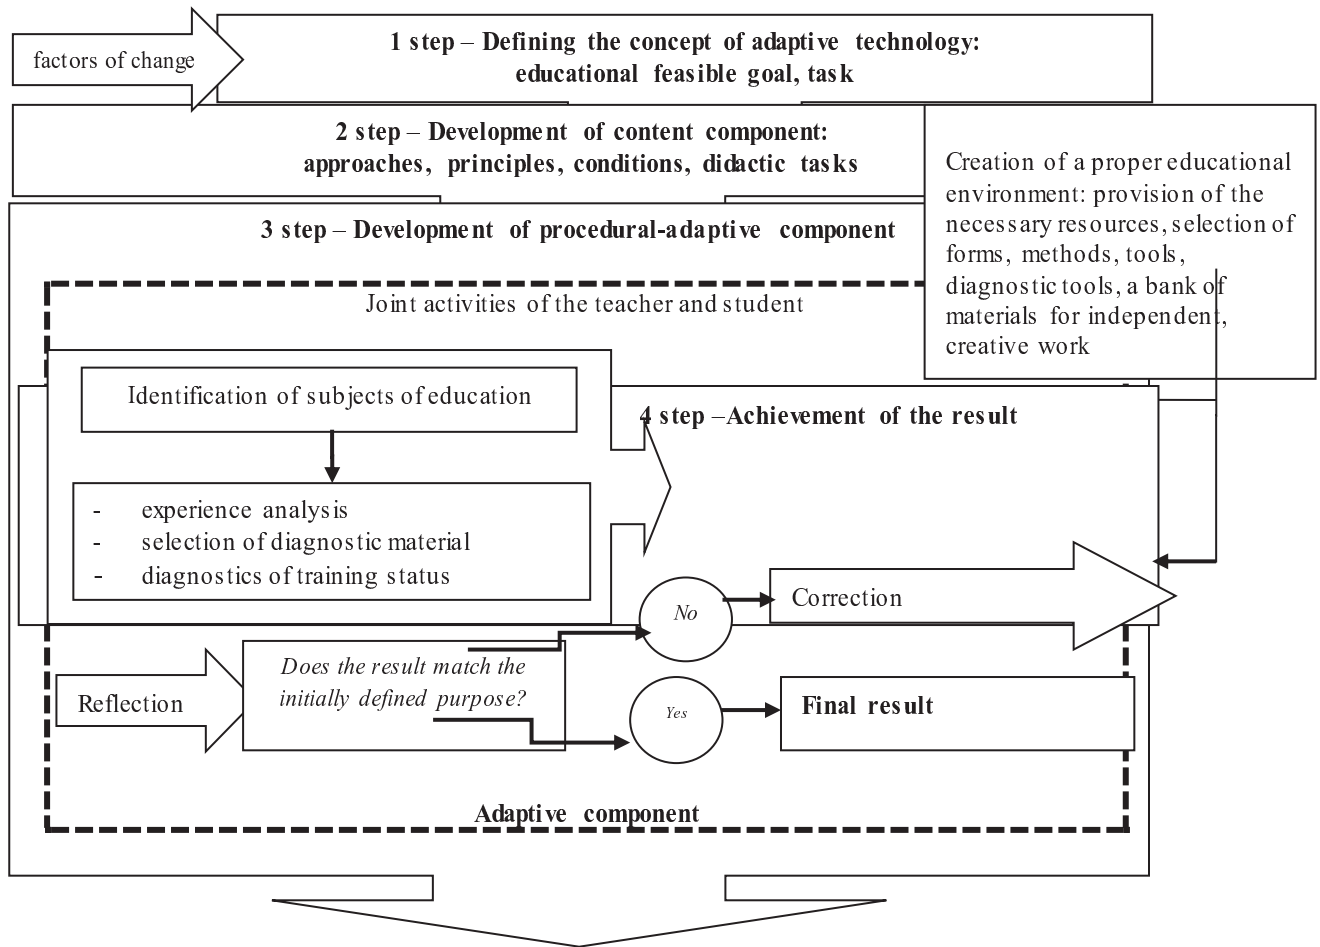 factors of change
1 step – Defining the concept of adaptive technology:
educational feasible goal, task
2 step – Development of content component:
approaches, principles, conditions, didactic tasks
Creation of a proper educational
environment: provision of the
necessary resources, selection of
forms, methods, tools,
diagnostic tools, a bank of
materials for independent,
creative work
3 step – Development of procedural-adaptive component
Joint activities of the teacher and student
Identification of subjects of education
4 step –Achievement of the result
- experience analysis
- selection of diagnostic material
- diagnostics of training status
No
Correction
Reflection
Does the result match the
initially defined purpose?
Yes
Final result
Adaptive component